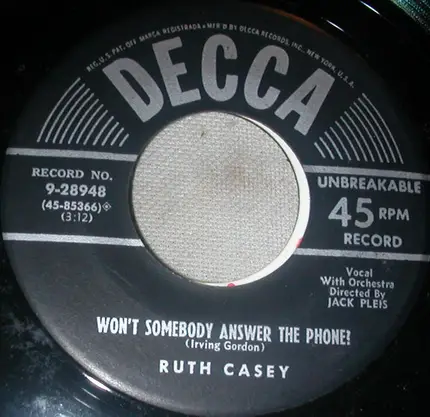 REG. U.S. PAT. OFF. MARCA REGISTRADA • MF'D BY DECCA RECORDS, INC., NEW YORK, U.S.A.
DECCA
RECORD NO.
9-28948
(45-85366)
(3:12)
UNBREAKABLE
45 RPM
RECORD
Vocal
With Orchestra
Directed By
JACK PLEIS
WON'T SOMEBODY ANSWER THE PHONE!
(Irving Gordon)
RUTH CASEY